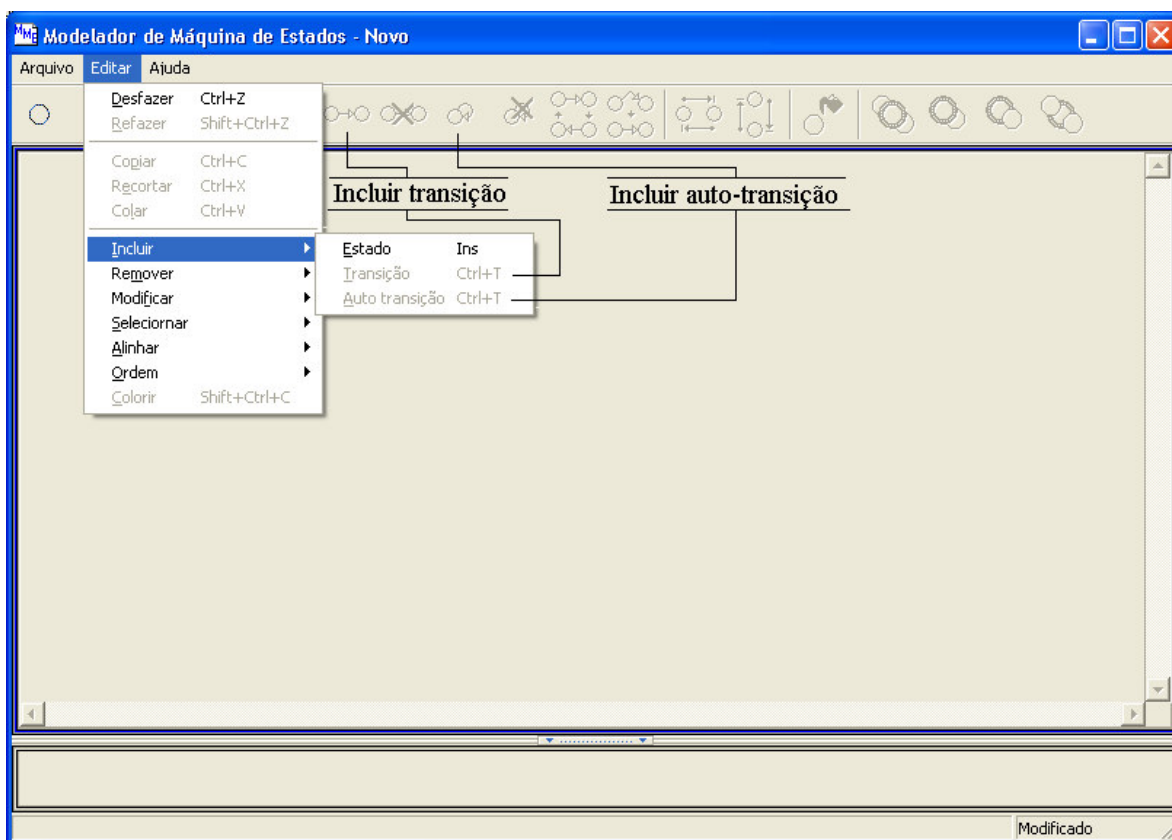 MME Modelador de Máquina de Estados - Novo
Arquivo Editar Ajuda
Desfazer Ctrl+Z
Refazer Shift+Ctrl+Z
Copiar Ctrl+C
Recortar Ctrl+X
Colar Ctrl+V
Incluir transição Incluir auto-transição
Incluir
Estado Ins
Remover
Transição Ctrl+T
Modificar
Auto transição Ctrl+T
Seleciornar
Alinhar
Ordem
Colorir Shift+Ctrl+C
Modificado